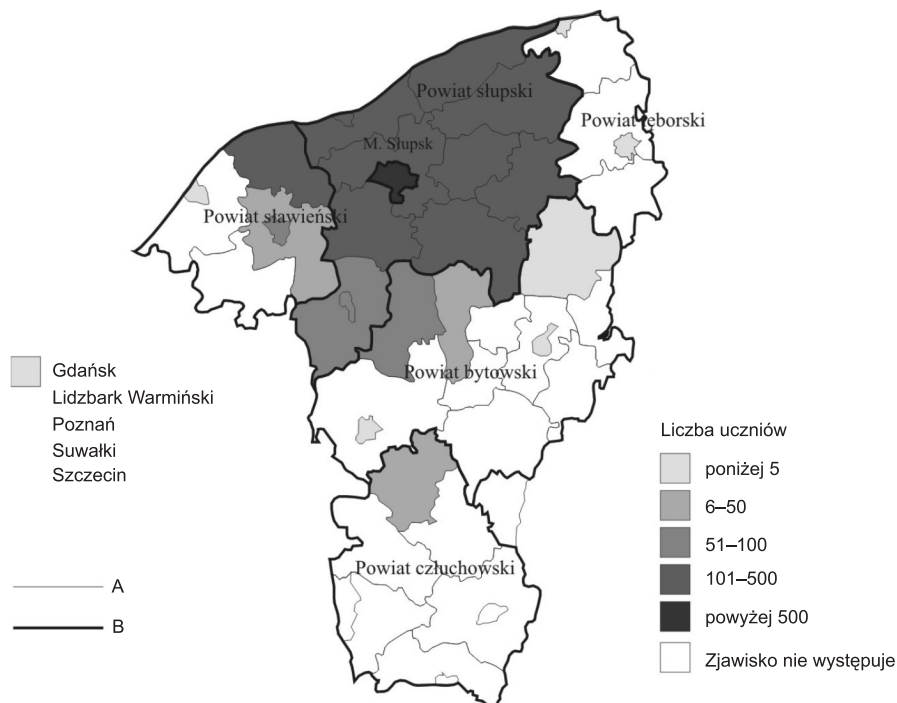 Powiat słupski
Powiat lęborski
M. Słupsk
Powiat sławieński
Powiat bytowski
Powiat człuchowski
Gdańsk
Lidzbark Warmiński
Poznań
Suwałki
Szczecin
A
B
Liczba uczniów
poniżej 5
6–50
51–100
101–500
powyżej 500
Zjawisko nie występuje